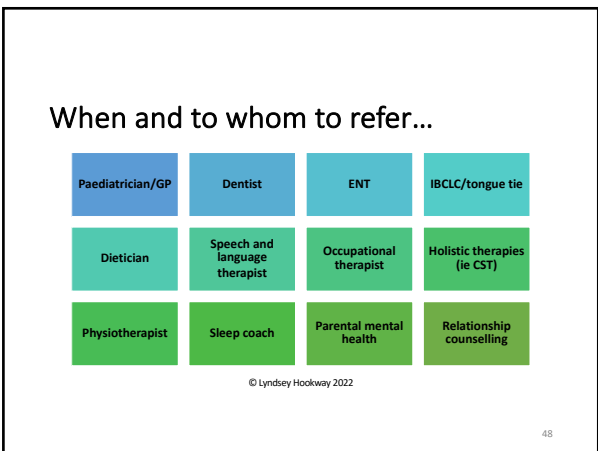 When and to whom to refer...
Paediatrician/GP
Dentist
ENT
IBCLC/tongue tie
Dietician
Speech and
language
therapist
Occupational
therapist
Holistic therapies
(ie CST)
Physiotherapist
Sleep coach
Parental mental
health
Relationship
counselling
© Lyndsey Hookway 2022
48